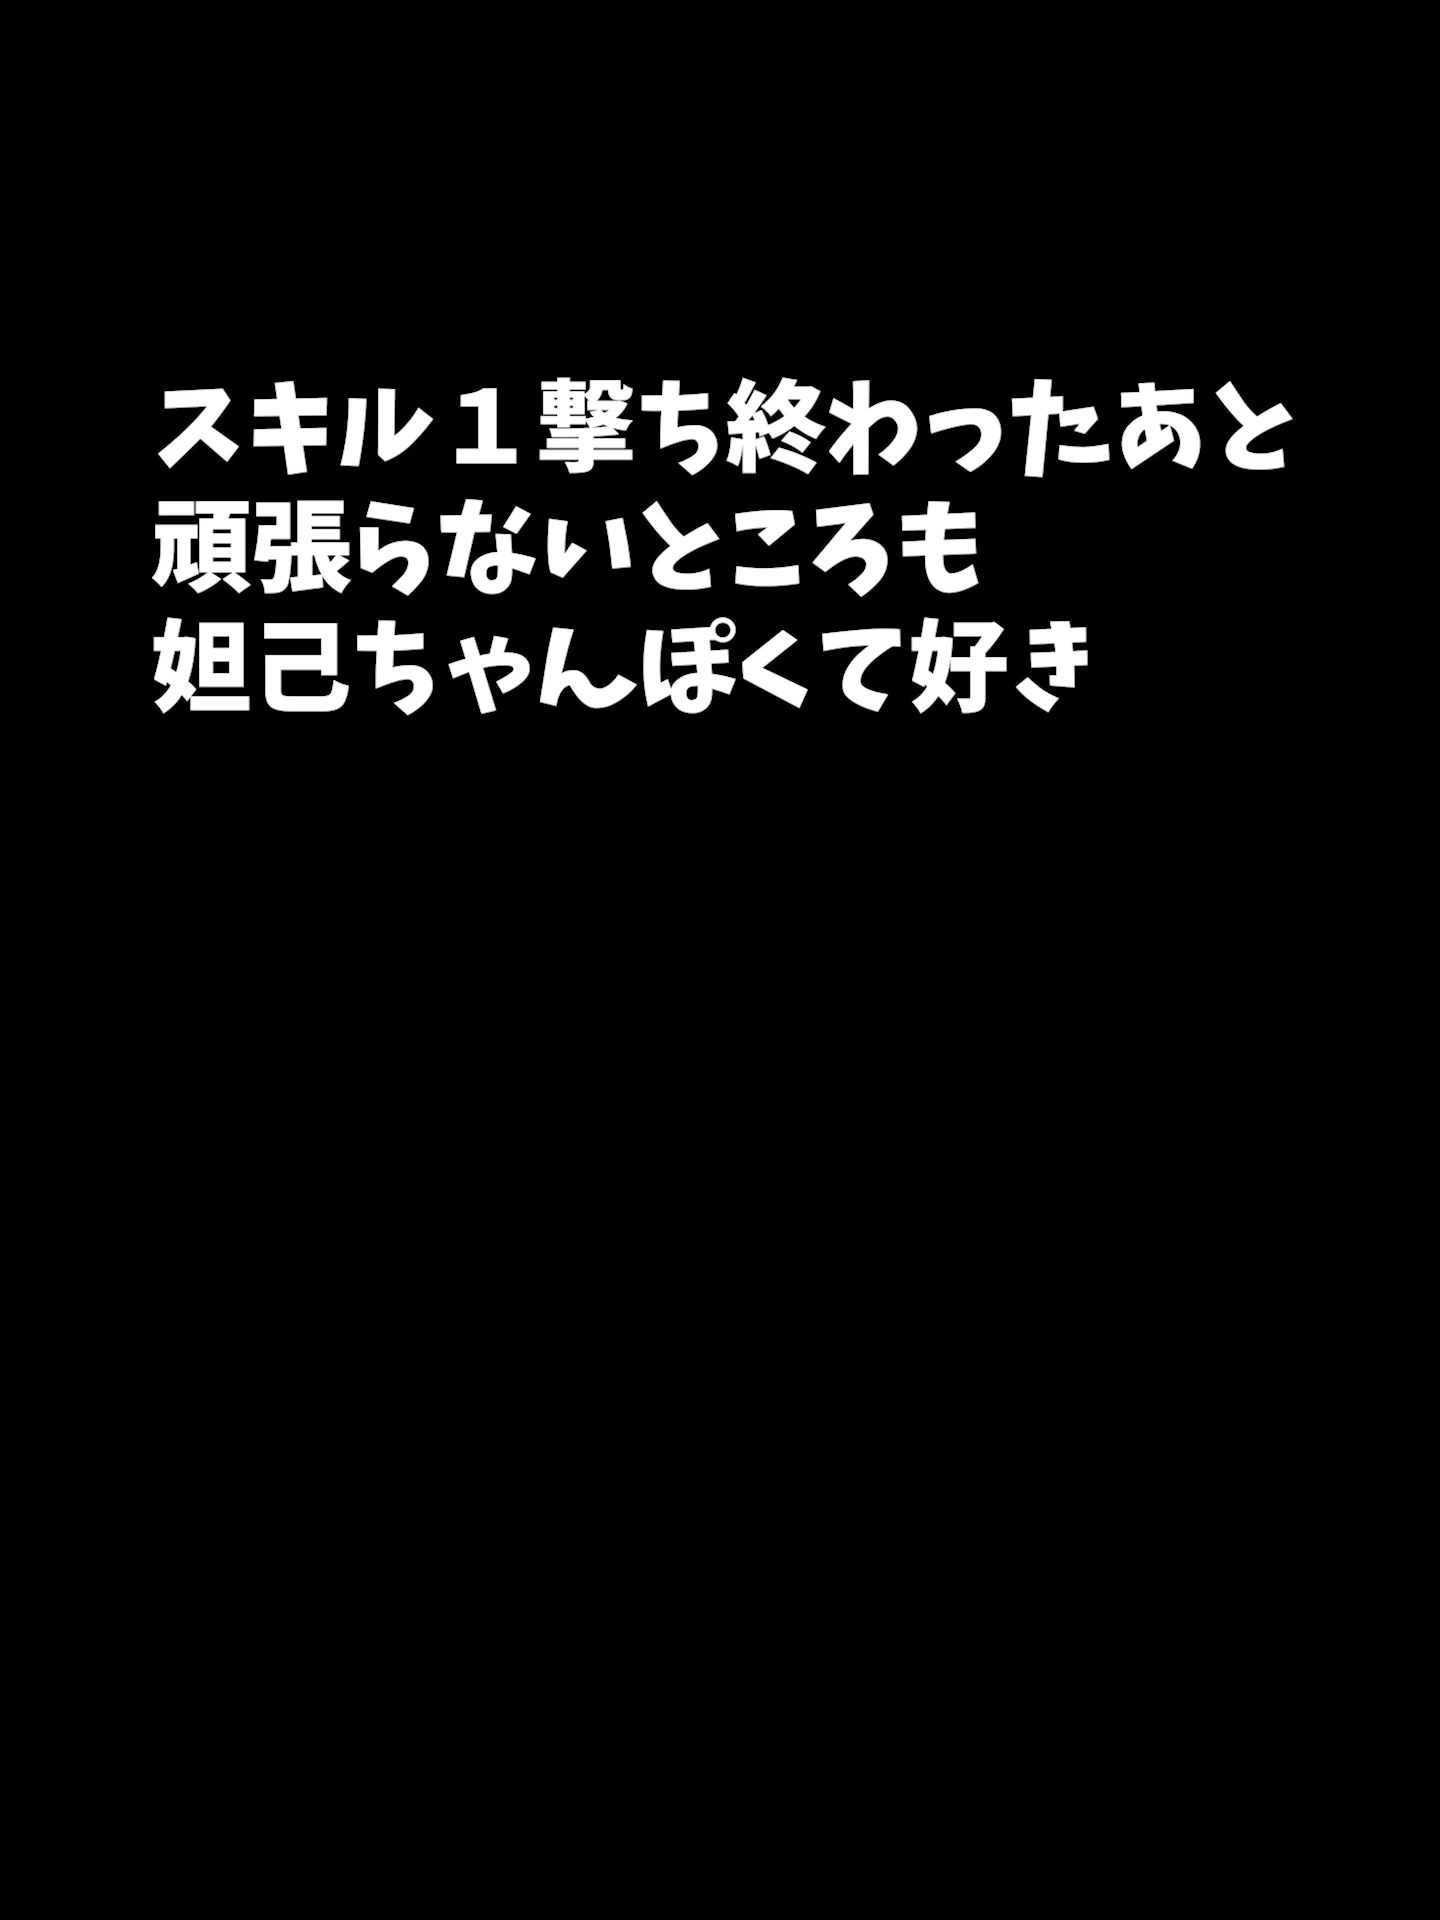 スキル１撃ち終わったあと
頑張らないところも
妲己ちゃんぽくて好き